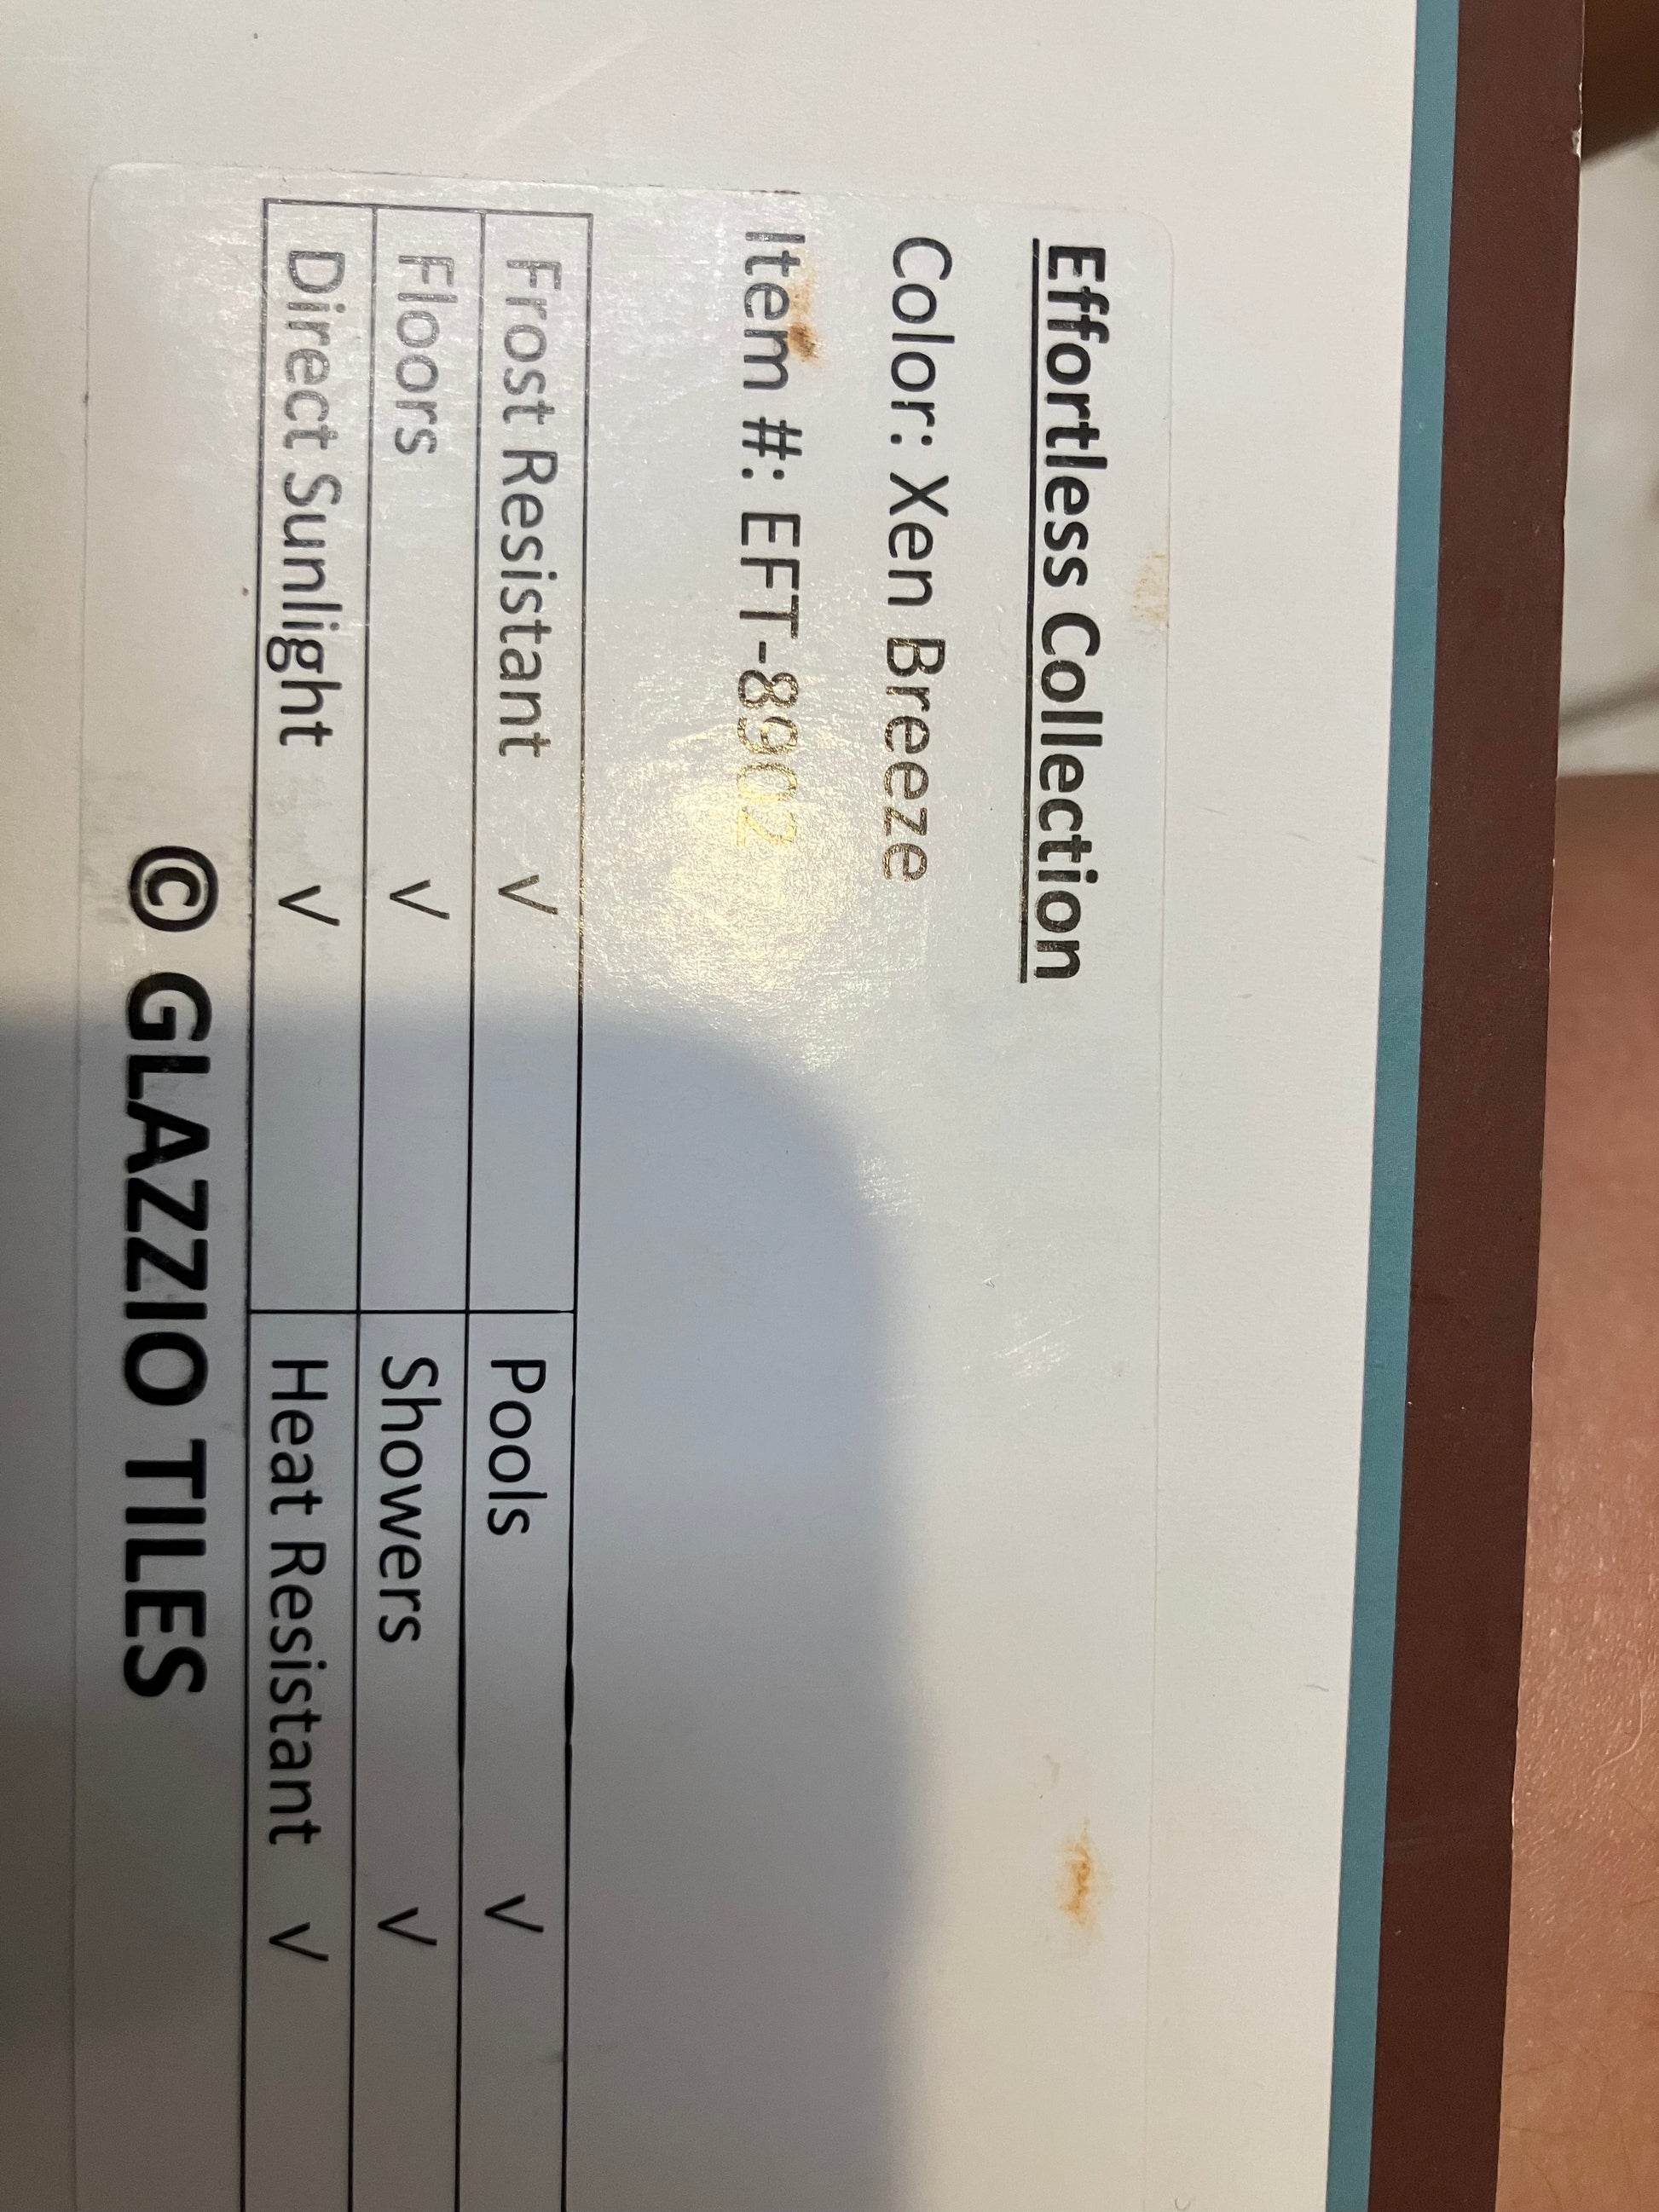 Effortless Collection
Color: Xen Breeze
Item #: EFT-8902
Frost Resistant √ Pools √
Floors √ Showers √
Direct Sunlight √ Heat Resistant √
© GLAZZIO TILES